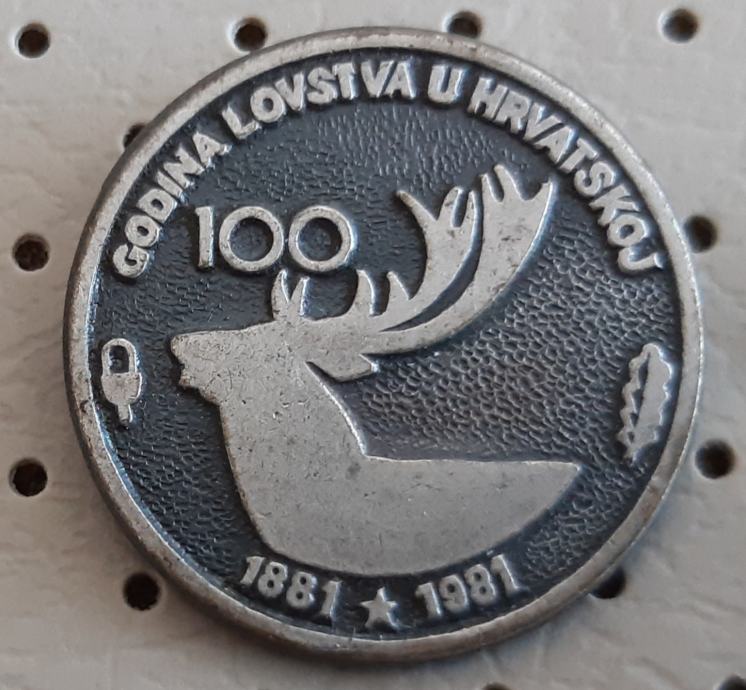 100
GODINA LOVSTVA U HRVATSKOJ
1881 ★ 1981